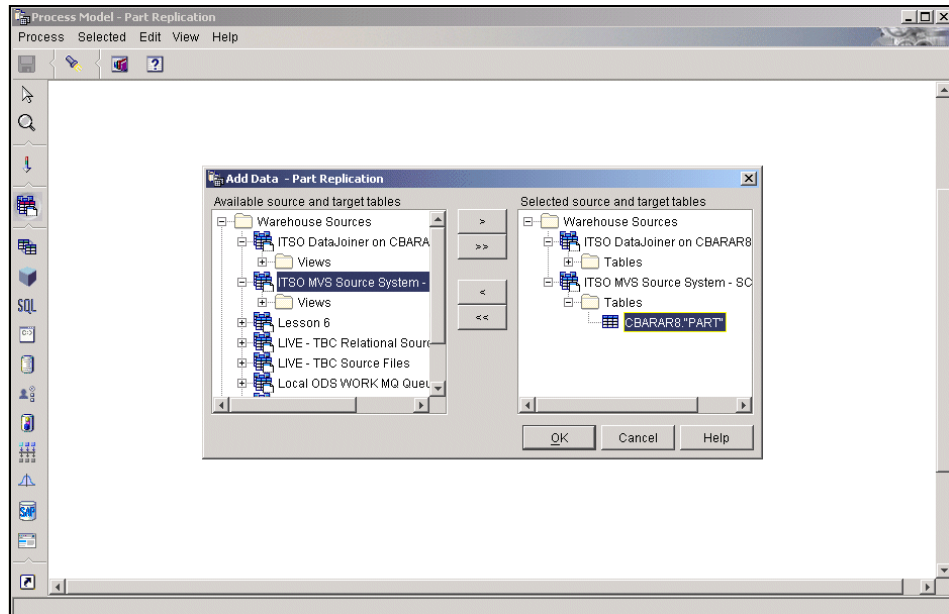 Process Model - Part Replication
Process Selected Edit View Help
Add Data - Part Replication
Available source and target tables
Warehouse Sources
ITSO DataJoiner on CBARA
Views
ITSO MVS Source System -
Views
Lesson 6
LIVE - TBC Relational Sour
LIVE - TBC Source Files
Local ODS WORK MQ Queu
>
>>
<
<<
Selected source and target tables
Warehouse Sources
ITSO DataJoiner on CBARAR8
Tables
ITSO MVS Source System - SC
Tables
CBARAR8."PART"
OK Cancel Help
SQL
SAP